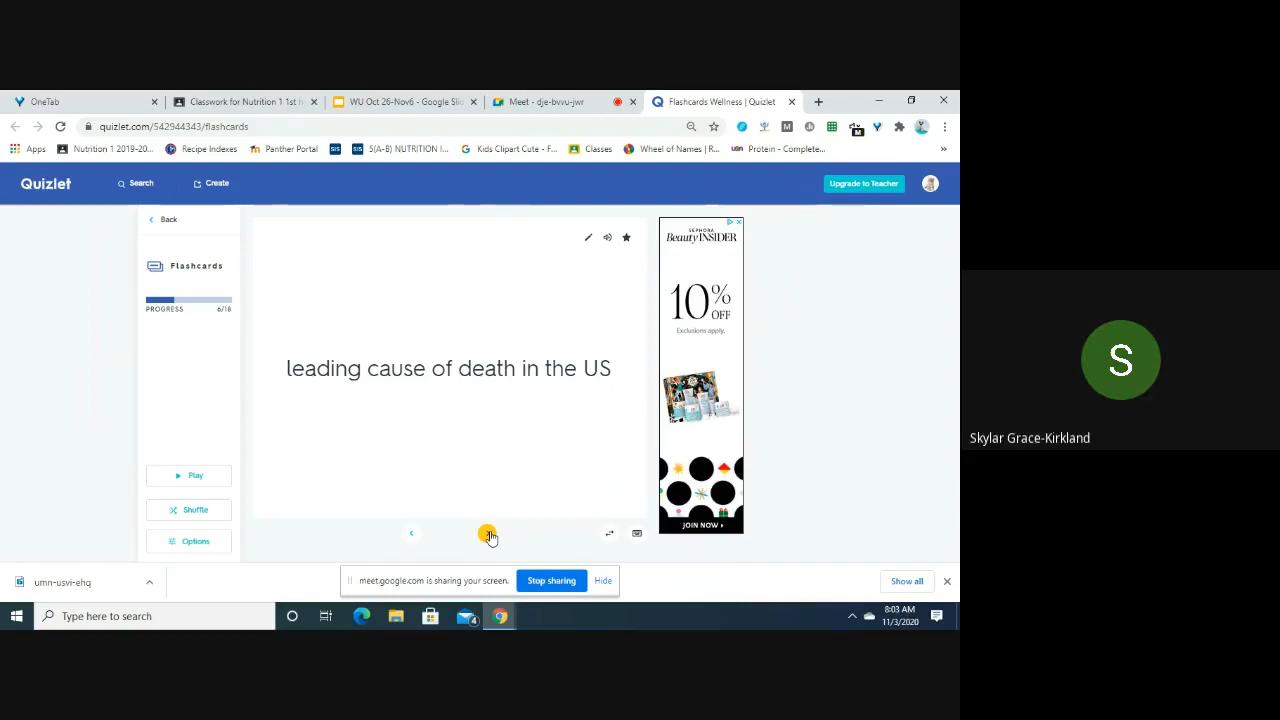 OneTab
Classwork for Nutrition 1 1st h
WU Oct 26-Nov6 - Google Slid
Meet - dje-bvvu-jwr
Flashcards Wellness | Quizlet
quizlet.com/542944343/flashcards
Apps
Nutrition 1 2019-20...
Recipe Indexes
Panther Portal
SIS
SIS
5(A-B) NUTRITION I...
Kids Clipart Cute - F...
Classes
Wheel of Names | R...
Protein - Complete...
Quizlet
Search
Create
Upgrade to Teacher
Back
Flashcards
PROGRESS 6/18
leading cause of death in the US
SEPHORA
Beauty INSIDER
10% OFF
Exclusions apply.
JOIN NOW
Play
Shuffle
Options
umn-usvi-ehq
meet.google.com is sharing your screen.
Stop sharing
Hide
Show all
Type here to search
4
8:03 AM
11/3/2020
S
Skylar Grace-Kirkland